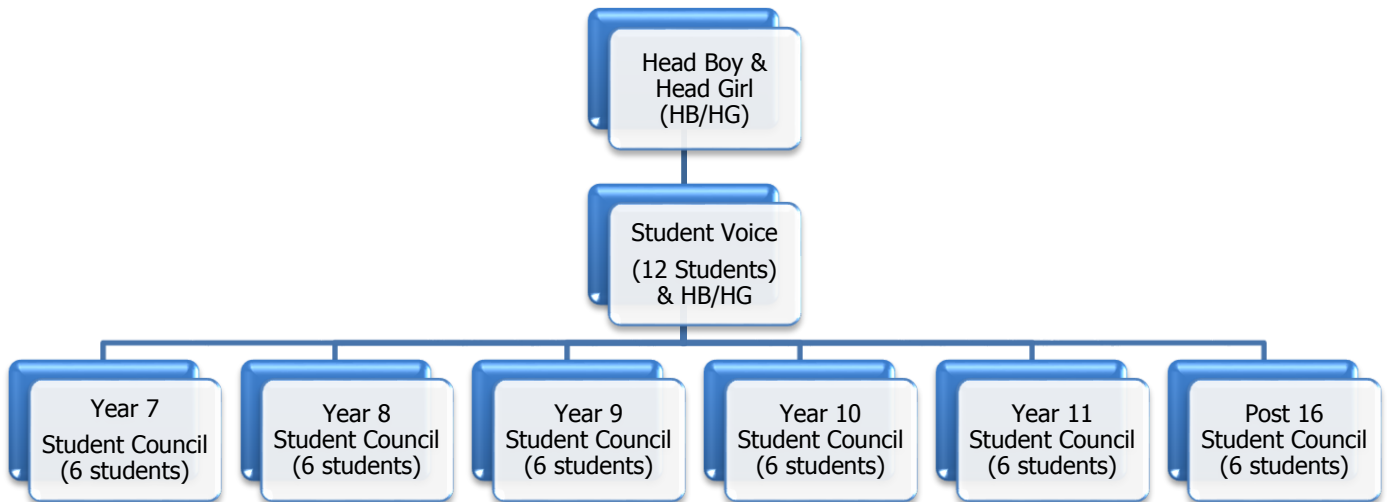 Head Boy &
Head Girl
(HB/HG)
Student Voice
(12 Students)
& HB/HG
Year 7
Student Council
(6 students)
Year 8
Student Council
(6 students)
Year 9
Student Council
(6 students)
Year 10
Student Council
(6 students)
Year 11
Student Council
(6 students)
Post 16
Student Council
(6 students)